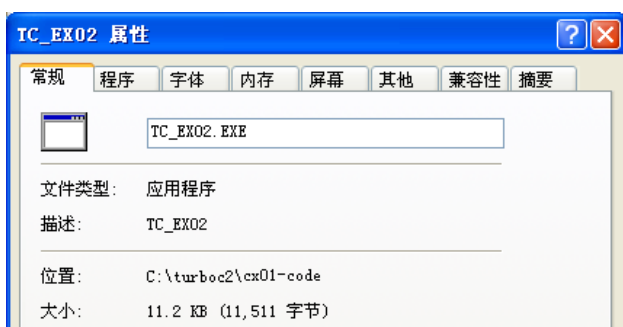 TC_EX02 属性
常规 程序 字体 内存 屏幕 其他 兼容性 摘要
TC_EX02.EXE
文件类型: 应用程序
描述: TC_EX02
位置: C:\turboc2\cx01-code
大小: 11.2 KB (11,511 字节)